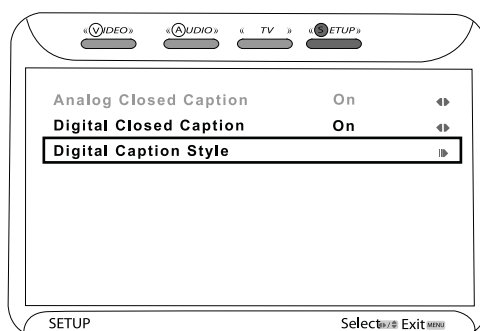 «VIDEO» «AUDIO» « TV » «SETUP»
Analog Closed Caption On
Digital Closed Caption On
Digital Caption Style
SETUP Select / Exit MENU